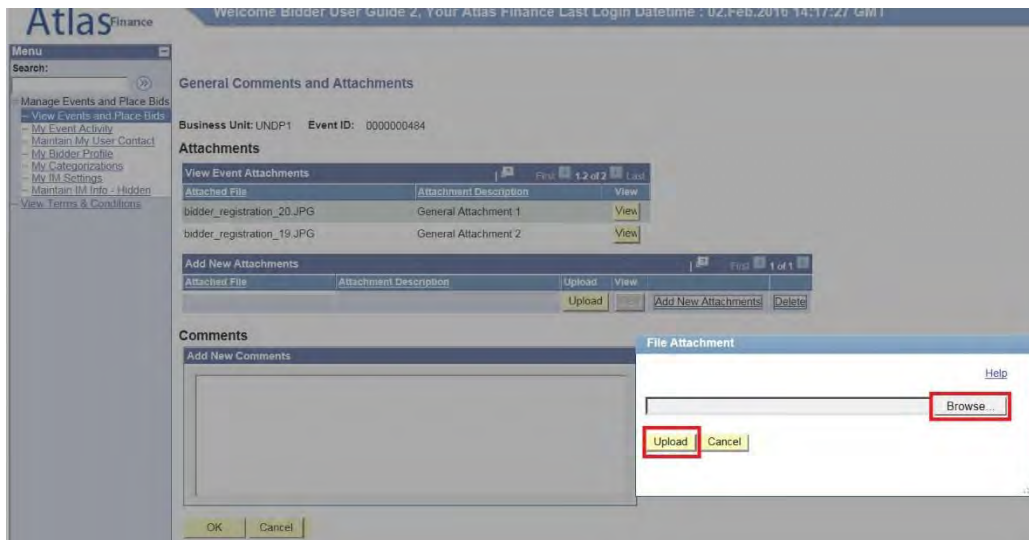 Atlas Finance
Welcome Bidder User Guide 2, Your Atlas Finance Last Login Datetime : 02.Feb.2016 14:17:27 GMT
Menu
Search:
Manage Events and Place Bids
View Events and Place Bids
My Event Activity
Maintain My User Contact
My Bidder Profile
My Categorizations
My IM Settings
Maintain IM Info - Hidden
View Terms & Conditions
General Comments and Attachments
Business Unit: UNDP1 Event ID: 0000000484
Attachments
View Event Attachments First 1-2 of 2 Last
Attached File Attachment Description View
bidder_registration_20.JPG General Attachment 1 View
bidder_registration_19.JPG General Attachment 2 View
Add New Attachments First 1 of 1
Attached File Attachment Description Upload View
Upload Add New Attachments Delete
Comments
Add New Comments
OK Cancel
File Attachment
Help
Browse...
Upload Cancel